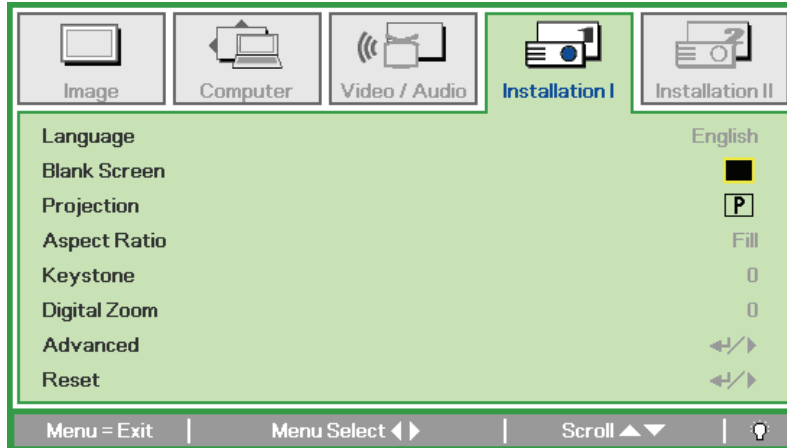 Image
Computer
Video / Audio
Installation I
Installation II
Language English
Blank Screen
Projection P
Aspect Ratio Fill
Keystone 0
Digital Zoom 0
Advanced
Reset
Menu = Exit Menu Select Scroll